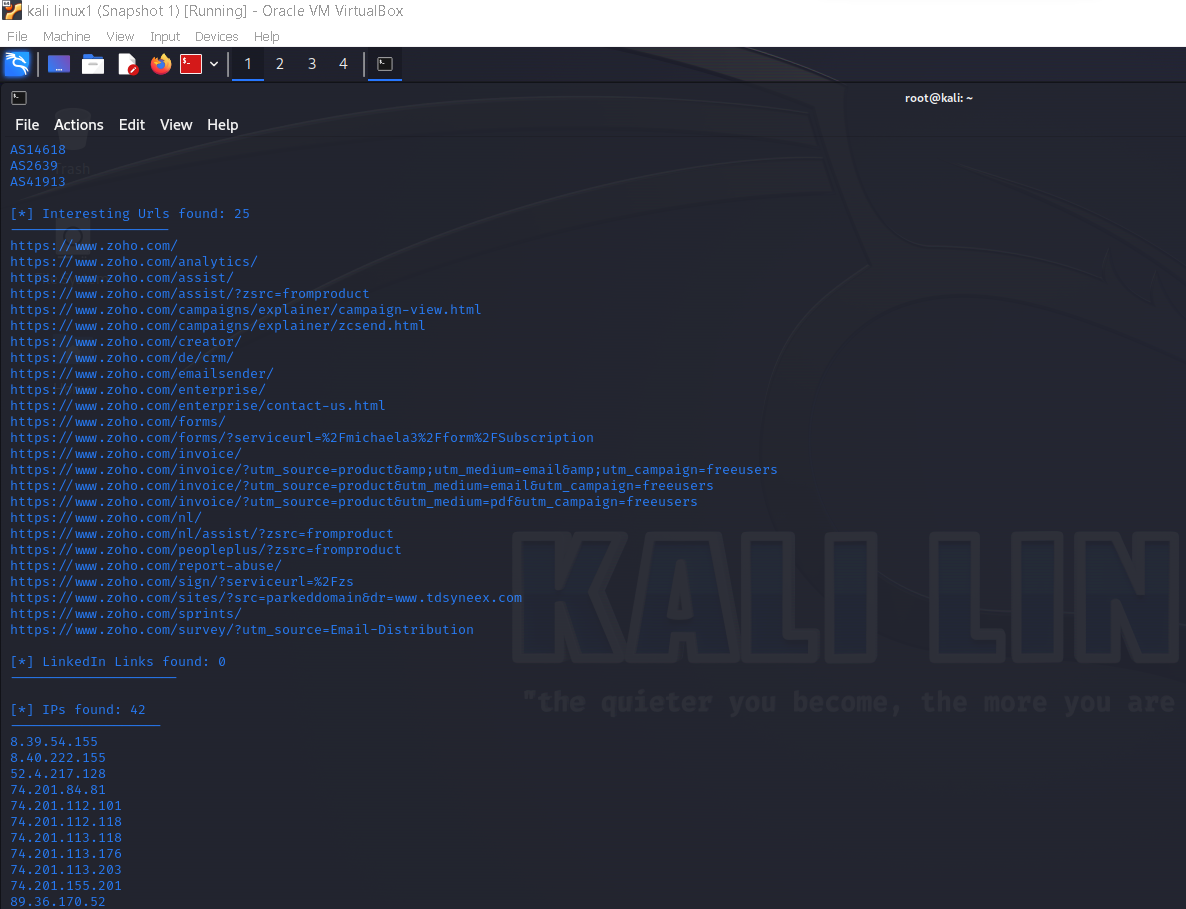 kali linux1 (Snapshot 1) [Running] - Oracle VM VirtualBox
File Machine View Input Devices Help
1 2 3 4
root@kali: ~
File Actions Edit View Help
AS14618
AS2639
AS41913
[*] Interesting Urls found: 25
https://www.zoho.com/
https://www.zoho.com/analytics/
https://www.zoho.com/assist/
https://www.zoho.com/assist/?zsrc=fromproduct
https://www.zoho.com/campaigns/explainer/campaign-view.html
https://www.zoho.com/campaigns/explainer/zcsend.html
https://www.zoho.com/creator/
https://www.zoho.com/de/crm/
https://www.zoho.com/emailsender/
https://www.zoho.com/enterprise/
https://www.zoho.com/enterprise/contact-us.html
https://www.zoho.com/forms/
https://www.zoho.com/forms/?serviceurl=%2Fmichaela3%2Fform%2FSubscription
https://www.zoho.com/invoice/
https://www.zoho.com/invoice/?utm_source=product&amp;utm_medium=email&amp;utm_campaign=freeusers
https://www.zoho.com/invoice/?utm_source=product&utm_medium=email&utm_campaign=freeusers
https://www.zoho.com/invoice/?utm_source=product&utm_medium=pdf&utm_campaign=freeusers
https://www.zoho.com/nl/
https://www.zoho.com/nl/assist/?zsrc=fromproduct
https://www.zoho.com/peopleplus/?zsrc=fromproduct
https://www.zoho.com/report-abuse/
https://www.zoho.com/sign/?serviceurl=%2Fzs
https://www.zoho.com/sites/?src=parkeddomain&dr=www.tdsyneex.com
https://www.zoho.com/sprints/
https://www.zoho.com/survey/?utm_source=Email-Distribution
[*] LinkedIn Links found: 0
[*] IPs found: 42
8.39.54.155
8.40.222.155
52.4.217.128
74.201.84.81
74.201.112.101
74.201.112.118
74.201.113.118
74.201.113.176
74.201.113.203
74.201.155.201
89.36.170.52
KALI LIN
"the quieter you become, the more you are